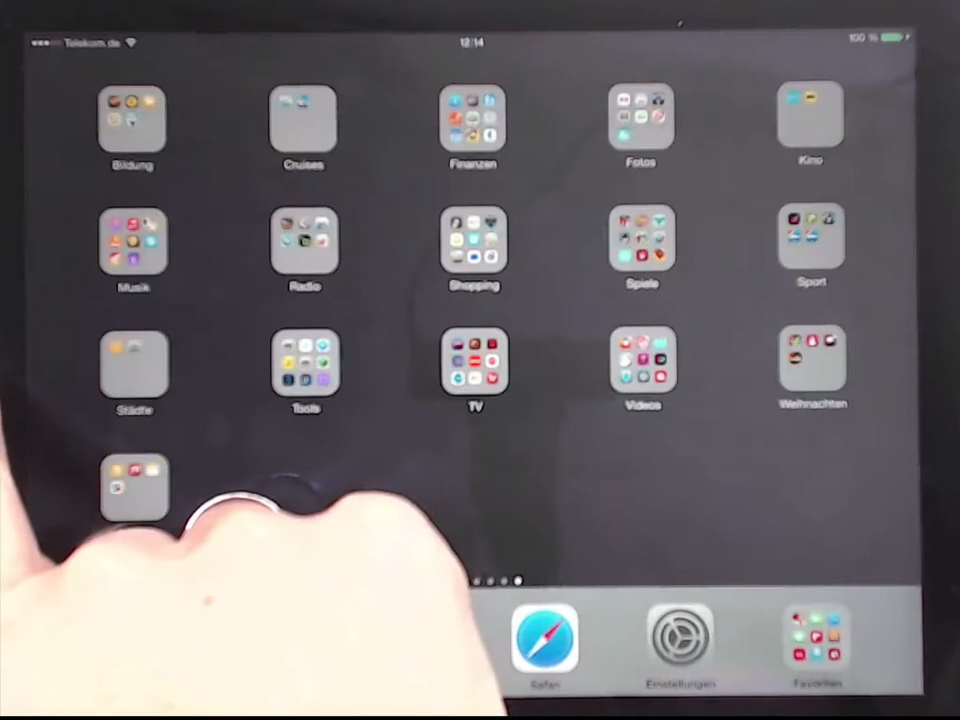 Telekom.de 12:14 100 %
Bildung Cruises Finanzen Fotos Kino
Musik Radio Shopping Spiele Sport
Städte Tools TV Videos Weihnachten
Safari Einstellungen Favoriten